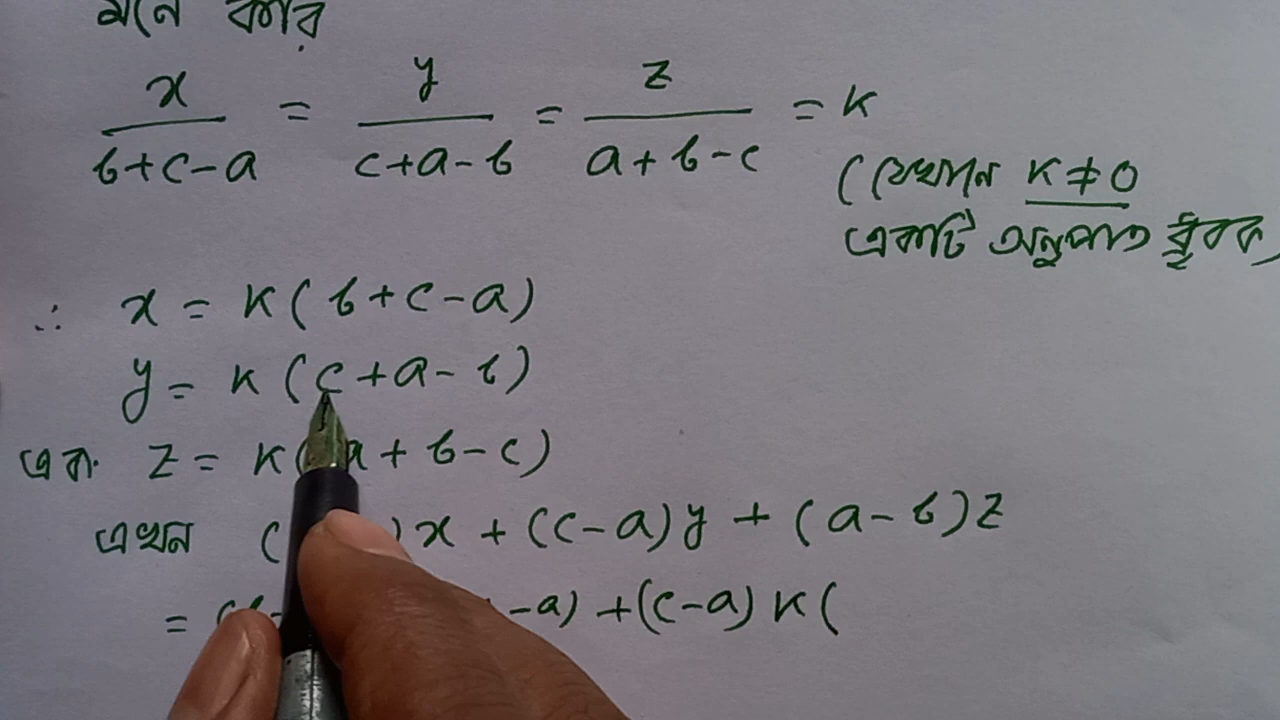 মনে করি
x/(b+c-a) = y/(c+a-b) = z/(a+b-c) = K
(যেখানে K≠0
একটি অনুপাত ধ্রুবক)
∴ x = K(b+c-a)
y = K(c+a-b)
এবং z = K(a+b-c)
এখন ( )x + (c-a)y + (a-b)z
= (b- -a) + (c-a)K(